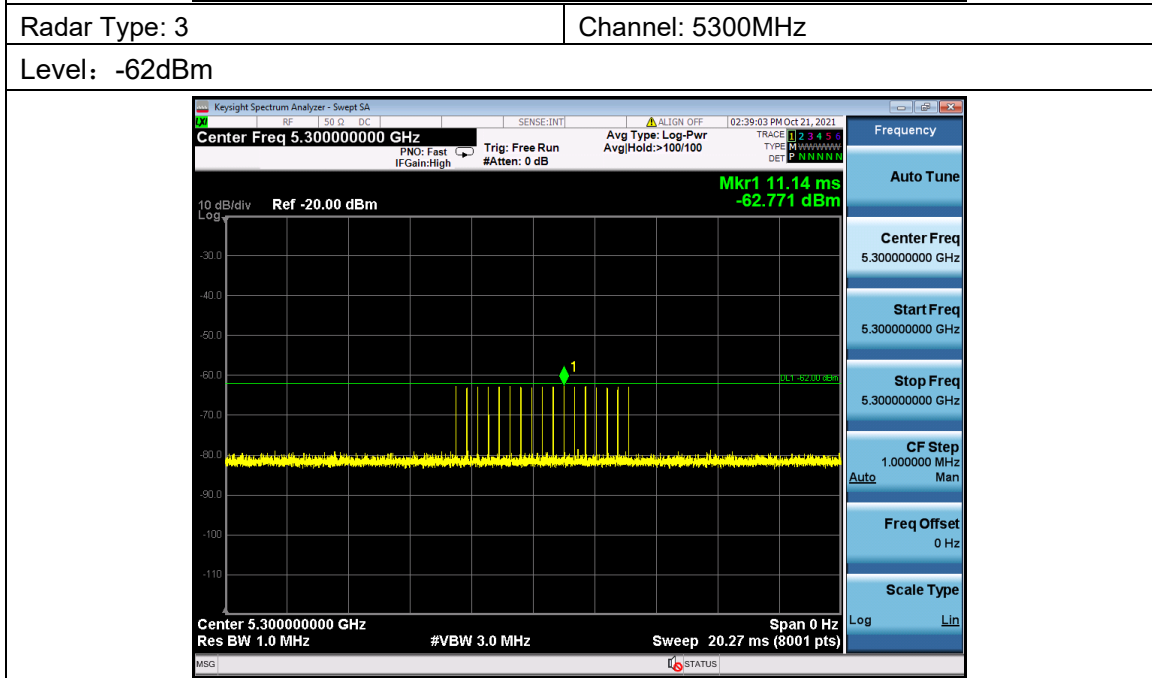 Radar Type: 3
Channel: 5300MHz
Level：-62dBm
Keysight Spectrum Analyzer - Swept SA
LXI RF 50 Ω DC SENSE:INT ALIGN OFF 02:39:03 PM Oct 21, 2021
Center Freq 5.300000000 GHz
PNO: Fast
IFGain:High
Trig: Free Run
#Atten: 0 dB
Avg Type: Log-Pwr
Avg|Hold:>100/100
TRACE 1 2 3 4 5 6
TYPE M WWWWW
DET P N N N N N
Mkr1 11.14 ms
-62.771 dBm
10 dB/div Ref -20.00 dBm
Log
-30.0
-40.0
-50.0
-60.0
-70.0
-80.0
-90.0
-100
-110
1
DL1 -62.00 dBm
Center 5.300000000 GHz Span 0 Hz
Res BW 1.0 MHz #VBW 3.0 MHz Sweep 20.27 ms (8001 pts)
MSG STATUS
Frequency
Auto Tune
Center Freq
5.300000000 GHz
Start Freq
5.300000000 GHz
Stop Freq
5.300000000 GHz
CF Step
1.000000 MHz
Auto Man
Freq Offset
0 Hz
Scale Type
Log Lin